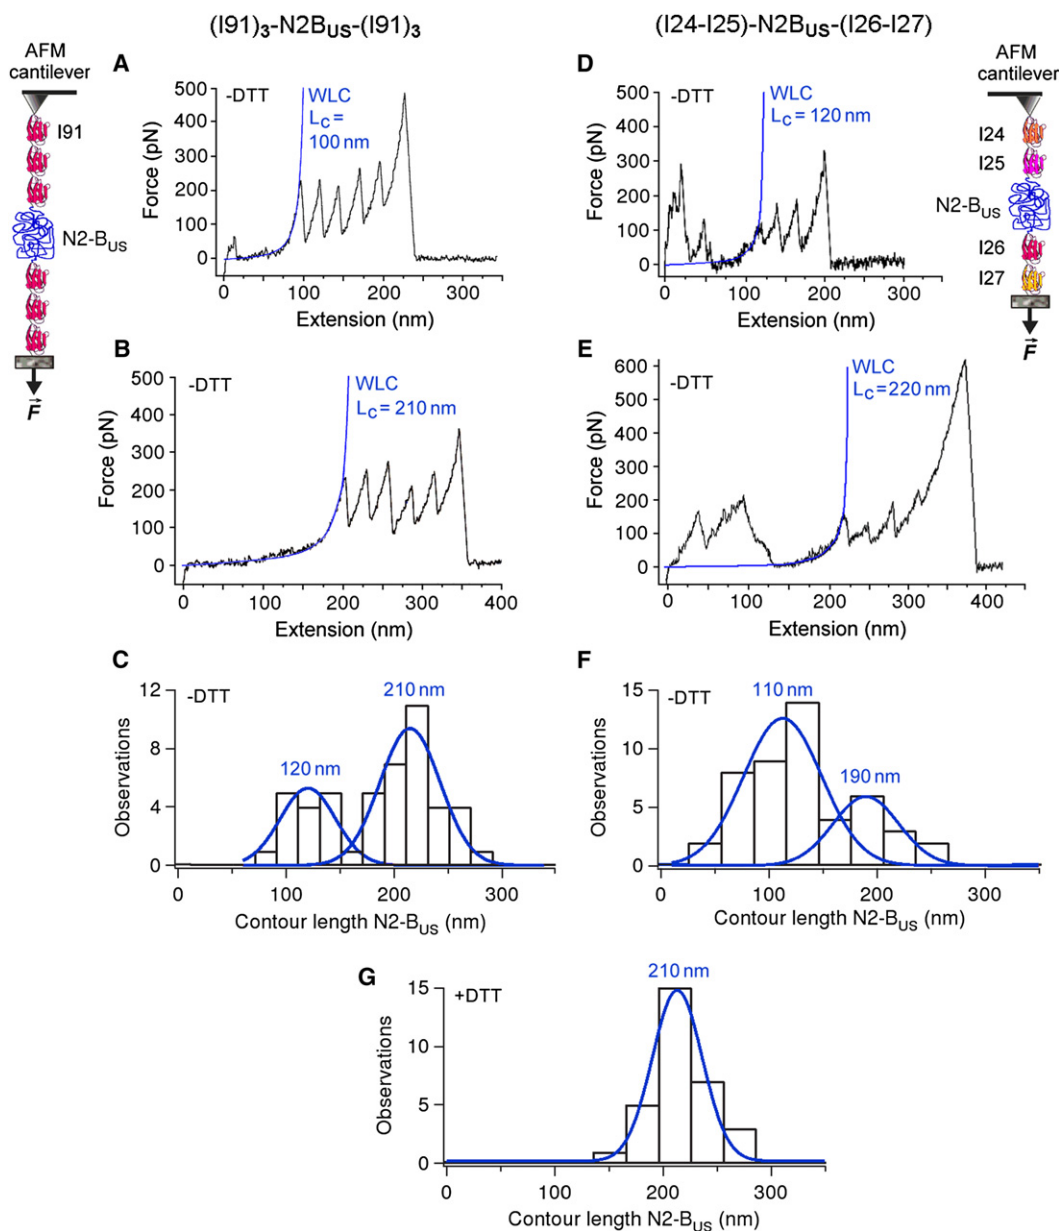 (I91)₃-N2BUS-(I91)₃
(I24-I25)-N2BUS-(I26-I27)
AFM
cantilever
I91
N2-BUS
F
A
-DTT
WLC
LC =
100 nm
500
400
300
200
100
0
Force (pN)
0 100 200 300
Extension (nm)
B
-DTT
WLC
LC = 210 nm
500
400
300
200
100
0
Force (pN)
0 100 200 300 400
Extension (nm)
C
-DTT
120 nm
210 nm
12
8
4
0
Observations
0 100 200 300
Contour length N2-BUS (nm)
D
-DTT
WLC
LC = 120 nm
500
400
300
200
100
0
Force (pN)
0 100 200 300
Extension (nm)
AFM
cantilever
I24
I25
N2-BUS
I26
I27
F
E
-DTT
WLC
LC = 220 nm
600
500
400
300
200
100
0
Force (pN)
0 100 200 300 400
Extension (nm)
F
-DTT
110 nm
190 nm
15
10
5
0
Observations
0 100 200 300
Contour length N2-BUS (nm)
G
+DTT
210 nm
15
10
5
0
Observations
0 100 200 300
Contour length N2-BUS (nm)